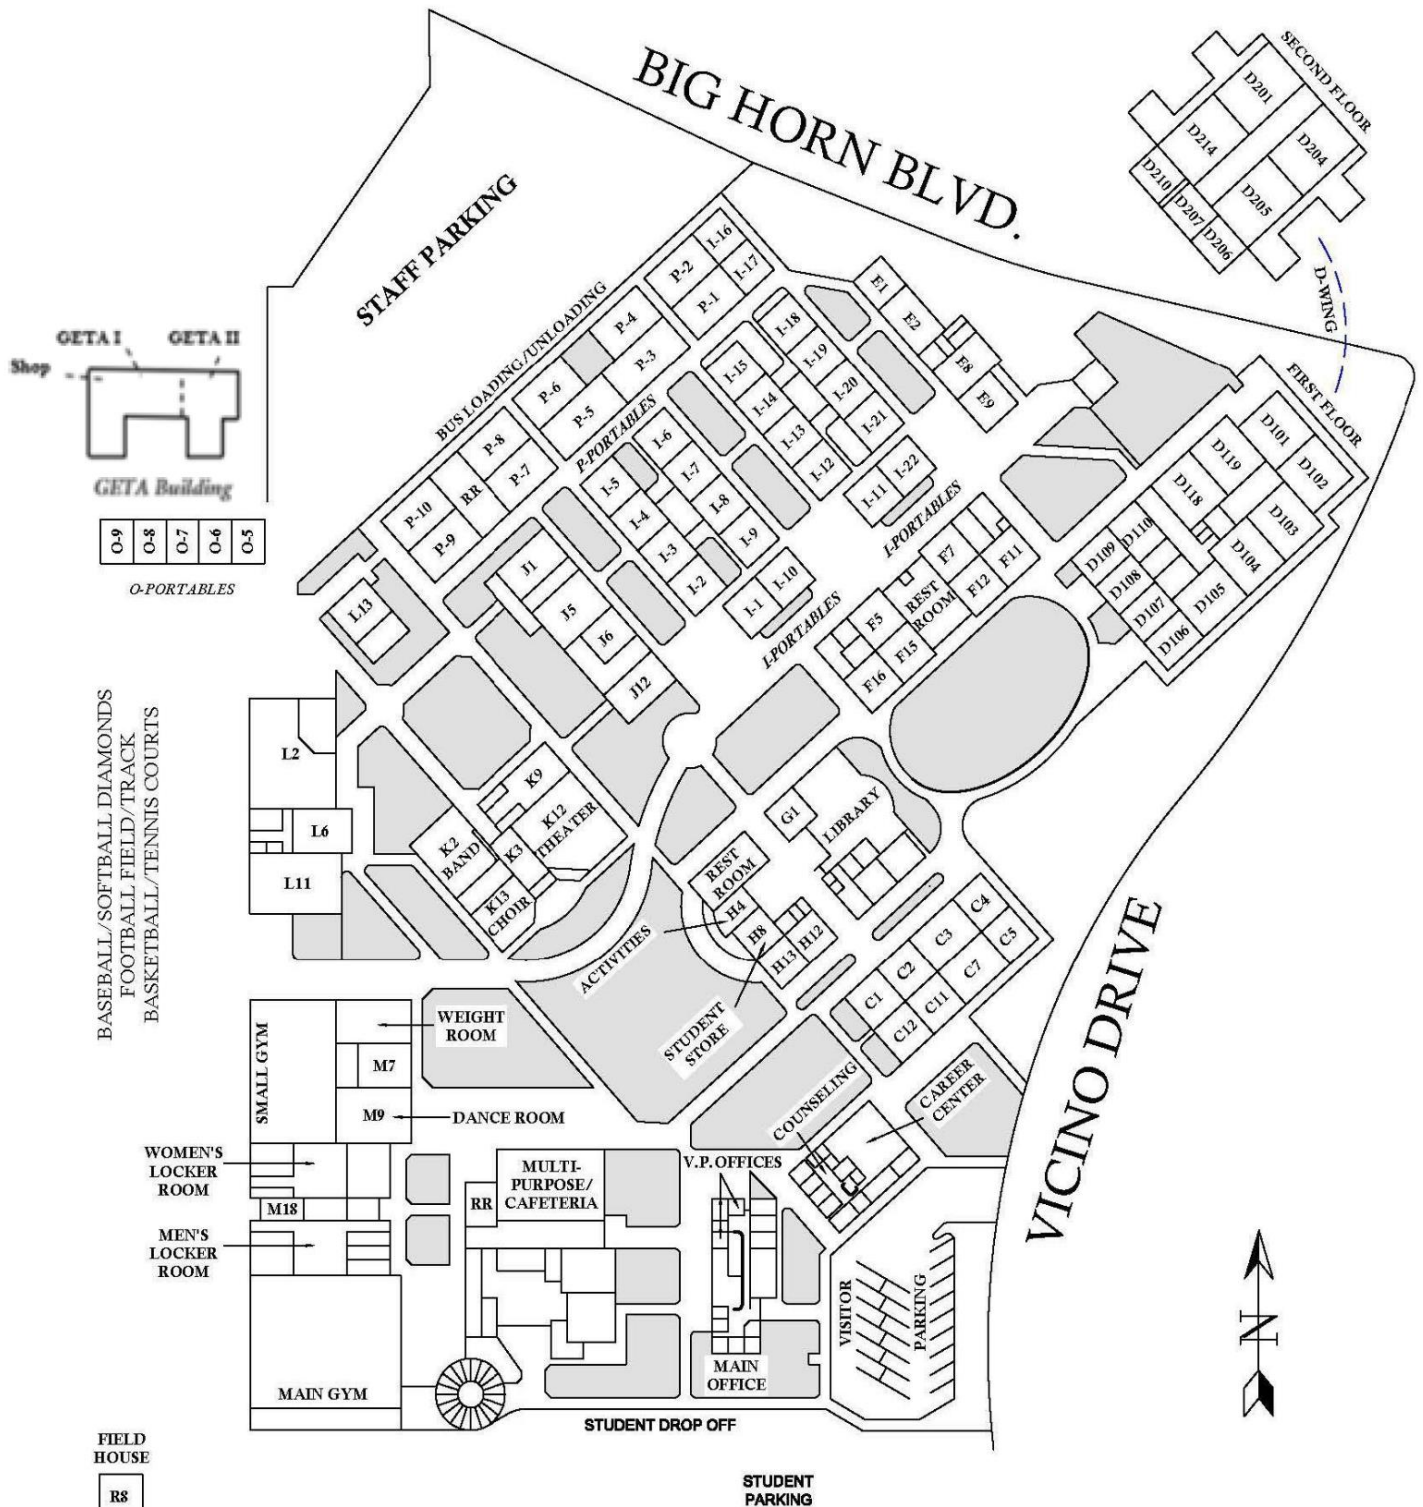 BIG HORN BLVD.
SECOND FLOOR
D201
D214
D204
D210
D205
D207
D206
D-WING
FIRST FLOOR
STAFF PARKING
BUS LOADING/UNLOADING
P-2
I-16
I-17
P-1
P-4
P-3
P-6
P-5
P-8
P-7
P-10
RR
P-9
P-PORTABLES
E1
E2
E8
E9
I-18
I-19
I-20
I-21
I-15
I-14
I-13
I-12
I-22
I-11
I-PORTABLES
I-6
I-7
I-8
I-9
I-5
I-4
I-3
I-2
I-10
I-1
I-PORTABLES
GETA I
GETA II
Shop
GETA Building
O-9
O-8
O-7
O-6
O-5
O-PORTABLES
D101
D102
D119
D118
D103
D104
D110
D109
D108
D107
D105
D106
F7
F11
F12
REST
ROOM
F5
F15
F16
J1
J5
J6
J12
L13
BASEBALL/SOFTBALL DIAMONDS
FOOTBALL FIELD/TRACK
BASKETBALL/TENNIS COURTS
L2
L6
L11
K9
K12
THEATER
K2
BAND
K3
K13
CHOIR
G1
LIBRARY
REST
ROOM
H4
H8
H12
H13
ACTIVITIES
STUDENT
STORE
C4
C5
C3
C7
C2
C11
C1
C12
VICINO DRIVE
SMALL GYM
WEIGHT
ROOM
M7
M9
DANCE ROOM
COUNSELING
CAREER
CENTER
WOMEN'S
LOCKER
ROOM
M18
MEN'S
LOCKER
ROOM
MULTI-
PURPOSE/
CAFETERIA
RR
V.P. OFFICES
VISITOR
PARKING
N
MAIN GYM
MAIN
OFFICE
STUDENT DROP OFF
FIELD
HOUSE
R8
STUDENT
PARKING